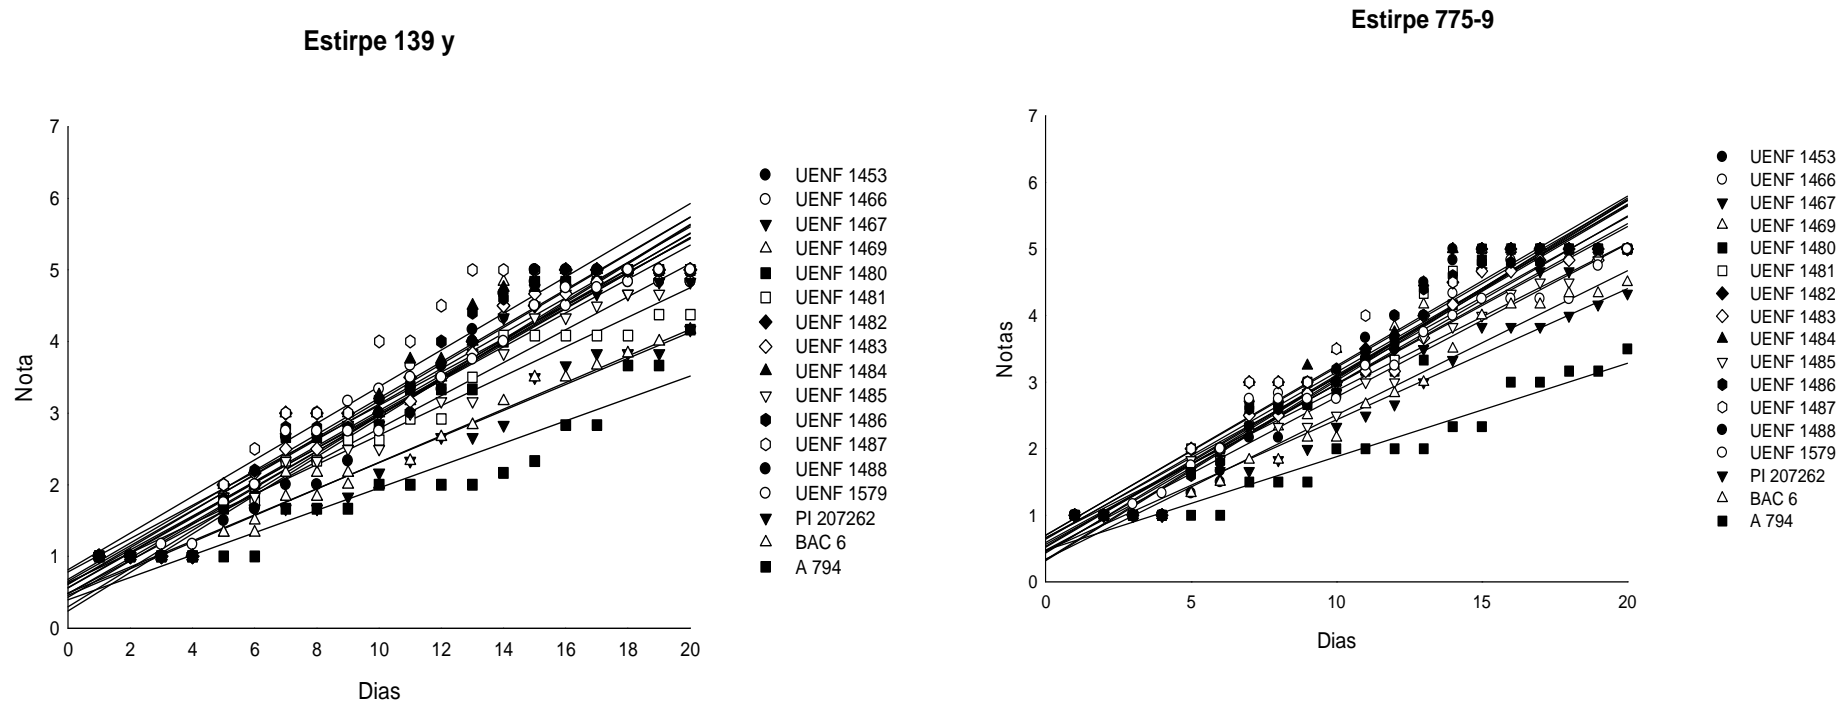 Estirpe 139 y
Nota
7
6
5
4
3
2
1
0
0 2 4 6 8 10 12 14 16 18 20
Dias
UENF 1453
UENF 1466
UENF 1467
UENF 1469
UENF 1480
UENF 1481
UENF 1482
UENF 1483
UENF 1484
UENF 1485
UENF 1486
UENF 1487
UENF 1488
UENF 1579
PI 207262
BAC 6
A 794
Estirpe 775-9
Notas
7
6
5
4
3
2
1
0
0 5 10 15 20
Dias
UENF 1453
UENF 1466
UENF 1467
UENF 1469
UENF 1480
UENF 1481
UENF 1482
UENF 1483
UENF 1484
UENF 1485
UENF 1486
UENF 1487
UENF 1488
UENF 1579
PI 207262
BAC 6
A 794